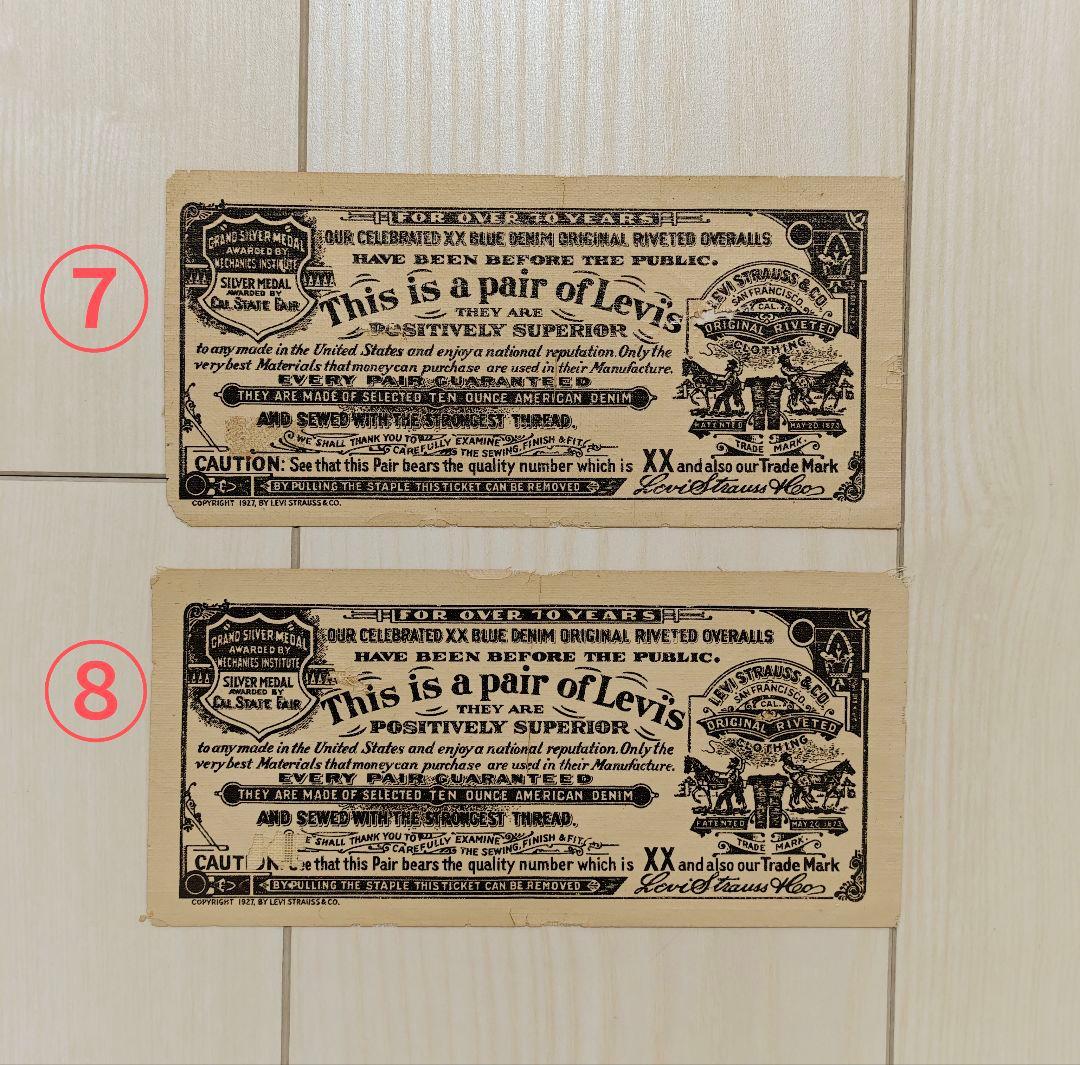 7
FOR OVER 70 YEARS
OUR CELEBRATED XX BLUE DENIM ORIGINAL RIVETED OVERALLS
HAVE BEEN BEFORE THE PUBLIC.
GRAND SILVER MEDAL
AWARDED BY
MECHANICS INSTITUTE
SILVER MEDAL
AWARDED BY
CAL. STATE FAIR
This is a pair of Levi's
THEY ARE
POSITIVELY SUPERIOR
to any made in the United States and enjoy a national reputation. Only the
very best Materials that money can purchase are used in their Manufacture.
EVERY PAIR GUARANTEED
THEY ARE MADE OF SELECTED TEN OUNCE AMERICAN DENIM
AND SEWED WITH THE STRONGEST THREAD.
WE SHALL THANK YOU TO
CAREFULLY EXAMINE
THE SEWING, FINISH & FIT
LEVI STRAUSS & CO.
SAN FRANCISCO.
CAL.
ORIGINAL RIVETED
CLOTHING
PATENTED MAY 20 1873
TRADE MARK.
CAUTION: See that this Pair bears the quality number which is XX and also our Trade Mark
BY PULLING THE STAPLE THIS TICKET CAN BE REMOVED
Levi Strauss & Co
COPYRIGHT 1927, BY LEVI STRAUSS & CO.
8
FOR OVER 70 YEARS
OUR CELEBRATED XX BLUE DENIM ORIGINAL RIVETED OVERALLS
HAVE BEEN BEFORE THE PUBLIC.
GRAND SILVER MEDAL
AWARDED BY
MECHANICS INSTITUTE
SILVER MEDAL
AWARDED BY
CAL. STATE FAIR
This is a pair of Levi's
THEY ARE
POSITIVELY SUPERIOR
to any made in the United States and enjoy a national reputation. Only the
very best Materials that money can purchase are used in their Manufacture.
EVERY PAIR GUARANTEED
THEY ARE MADE OF SELECTED TEN OUNCE AMERICAN DENIM
AND SEWED WITH THE STRONGEST THREAD.
E SHALL THANK YOU TO
CAREFULLY EXAMINE
THE SEWING, FINISH & FIT.
LEVI STRAUSS & CO.
SAN FRANCISCO.
CAL.
ORIGINAL RIVETED
CLOTHING
PATENTED MAY 20 1873
TRADE MARK.
that this Pair bears the quality number which is XX and also our Trade Mark
BY PULLING THE STAPLE THIS TICKET CAN BE REMOVED
Levi Strauss & Co
COPYRIGHT 1927, BY LEVI STRAUSS & CO.